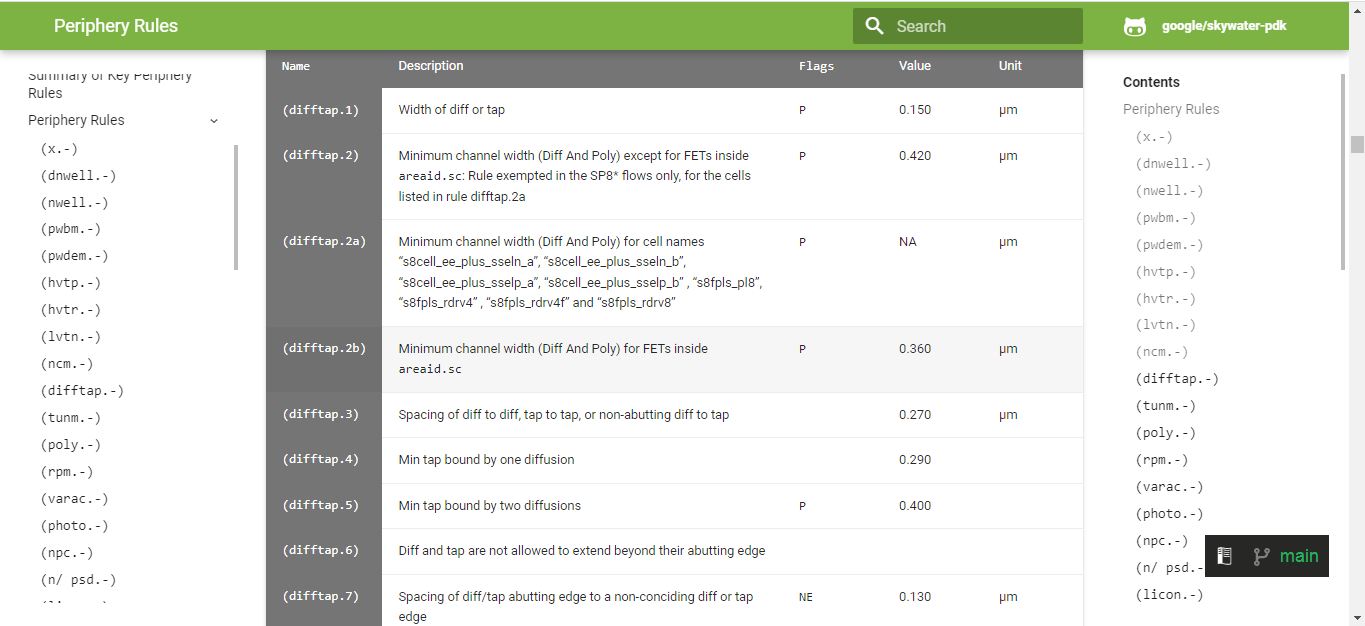 Periphery Rules
Search
google/skywater-pdk
Summary of Key Periphery
Rules
Periphery Rules
(x.-)
(dnwell.-)
(nwell.-)
(pwbm.-)
(pwdem.-)
(hvtp.-)
(hvtr.-)
(lvtn.-)
(ncm.-)
(difftap.-)
(tunm.-)
(poly.-)
(rpm.-)
(varac.-)
(photo.-)
(npc.-)
(n/ psd.-)
Name Description Flags Value Unit
(difftap.1) Width of diff or tap P 0.150 µm
(difftap.2) Minimum channel width (Diff And Poly) except for FETs inside P 0.420 µm
areaid.sc: Rule exempted in the SP8* flows only, for the cells
listed in rule difftap.2a
(difftap.2a) Minimum channel width (Diff And Poly) for cell names P NA µm
“s8cell_ee_plus_sseln_a”, “s8cell_ee_plus_sseln_b”,
“s8cell_ee_plus_sselp_a”, “s8cell_ee_plus_sselp_b” , “s8fpls_pl8”,
“s8fpls_rdrv4” , “s8fpls_rdrv4f” and “s8fpls_rdrv8”
(difftap.2b) Minimum channel width (Diff And Poly) for FETs inside P 0.360 µm
areaid.sc
(difftap.3) Spacing of diff to diff, tap to tap, or non-abutting diff to tap 0.270 µm
(difftap.4) Min tap bound by one diffusion 0.290
(difftap.5) Min tap bound by two diffusions P 0.400
(difftap.6) Diff and tap are not allowed to extend beyond their abutting edge
(difftap.7) Spacing of diff/tap abutting edge to a non-conciding diff or tap NE 0.130 µm
edge
Contents
Periphery Rules
(x.-)
(dnwell.-)
(nwell.-)
(pwbm.-)
(pwdem.-)
(hvtp.-)
(hvtr.-)
(lvtn.-)
(ncm.-)
(difftap.-)
(tunm.-)
(poly.-)
(rpm.-)
(varac.-)
(photo.-)
(npc.-)
(n/ psd.-
(licon.-)
main